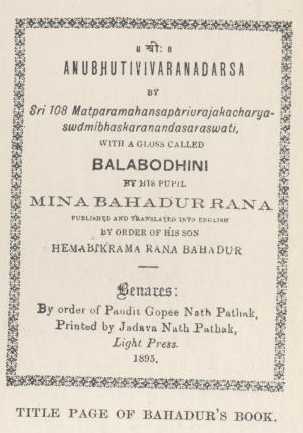 ॥ श्रीः ॥
ANUBHUTIVIVARANADARSA
BY
Sri 108 Matparamahansaparivrajakacharya-
swdmibhaskaranandasaraswati,
WITH A GLOSS CALLED
BALABODHINI
BY HIS PUPIL
MINA BAHADUR RANA
PUBLISHED AND TRANSLATED INTO ENGLISH
BY ORDER OF HIS SON
HEMABIKRAMA RANA BAHADUR
Benares:
By order of Pandit Gopee Nath Pathak,
Printed by Jadava Nath Pathak,
Light Press.
1895.
TITLE PAGE OF BAHADUR'S BOOK.